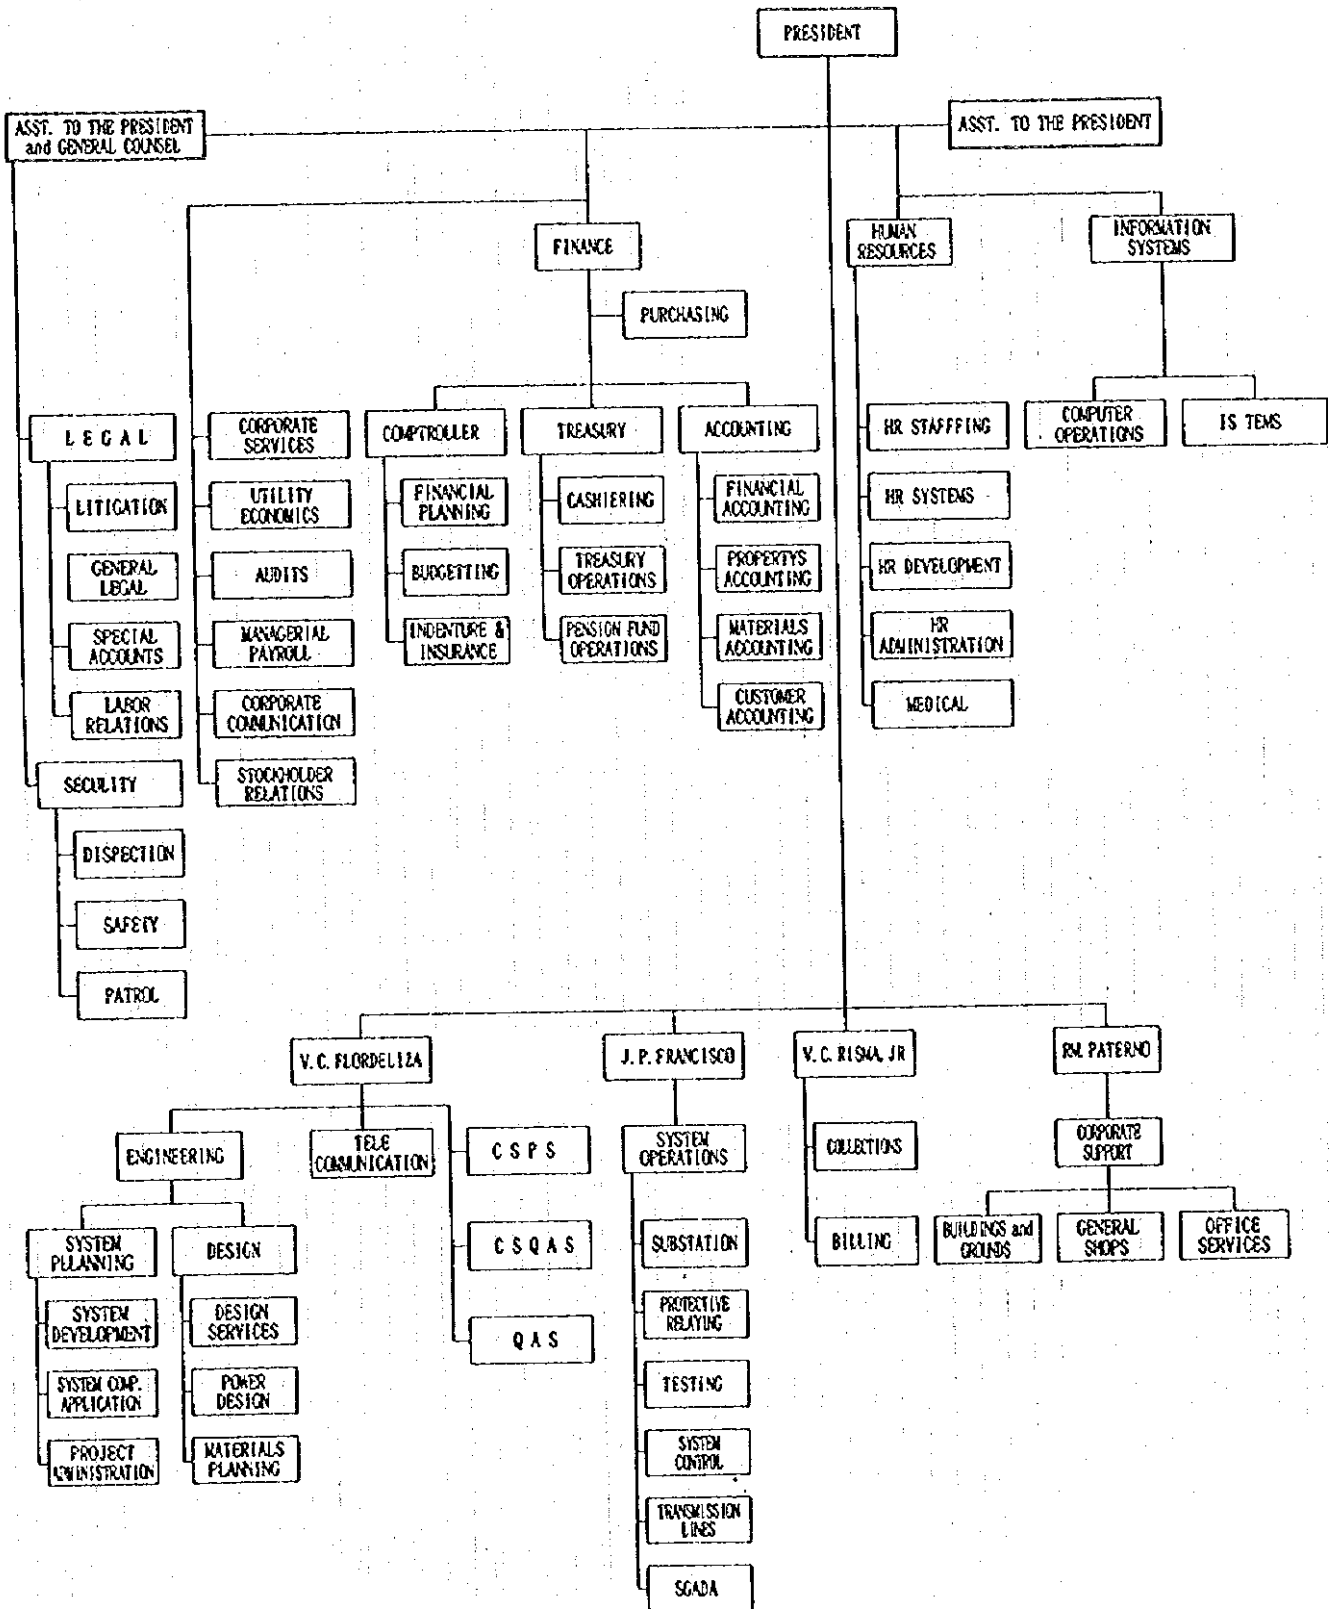 PRESIDENT
ASST. TO THE PRESIDENT
and GENERAL COUNSEL
ASST. TO THE PRESIDENT
FINANCE
HUMAN
RESOURCES
INFORMATION
SYSTEMS
PURCHASING
LEGAL
CORPORATE
SERVICES
COMPTROLLER
TREASURY
ACCOUNTING
HR STAFFFING
COMPUTER
OPERATIONS
IS TEMS
LITIGATION
UTILITY
ECONOMICS
FINANCIAL
PLANNING
CASHIERING
FINANCIAL
ACCOUNTING
HR SYSTEMS
GENERAL
LEGAL
AUDITS
BUDGETTING
TREASURY
OPERATIONS
PROPERTYS
ACCOUNTING
HR DEVELOPMENT
SPECIAL
ACCOUNTS
MANAGERIAL
PAYROLL
INDENTURE &
INSURANCE
PENSION FUND
OPERATIONS
MATERIALS
ACCOUNTING
HR
ADMINISTRATION
LABOR
RELATIONS
CORPORATE
COMMUNICATION
CUSTOMER
ACCOUNTING
MEDICAL
SECULITY
STOCKHOLDER
RELATIONS
DISPECTION
SAFETY
PATROL
V. C. FLORDELIZA
J. P. FRANCISCO
V. C. RISMA, JR
RM. PATERNO
ENGINEERING
TELE
COMMUNICATION
C S P S
SYSTEM
OPERATIONS
COLLECTIONS
CORPORATE
SUPPORT
SYSTEM
PLLANNING
DESIGN
C S Q A S
SUBSTATION
BILLING
BUILDINGS and
GROUNDS
GENERAL
SHOPS
OFFICE
SERVICES
SYSTEM
DEVELOPMENT
DESIGN
SERVICES
Q A S
PROTECTIVE
RELAYING
SYSTEM COMP.
APPLICATION
POWER
DESIGN
TESTING
PROJECT
ADMINISTRATION
MATERIALS
PLANNING
SYSTEM
CONTROL
TRANSMISSION
LINES
SGADA